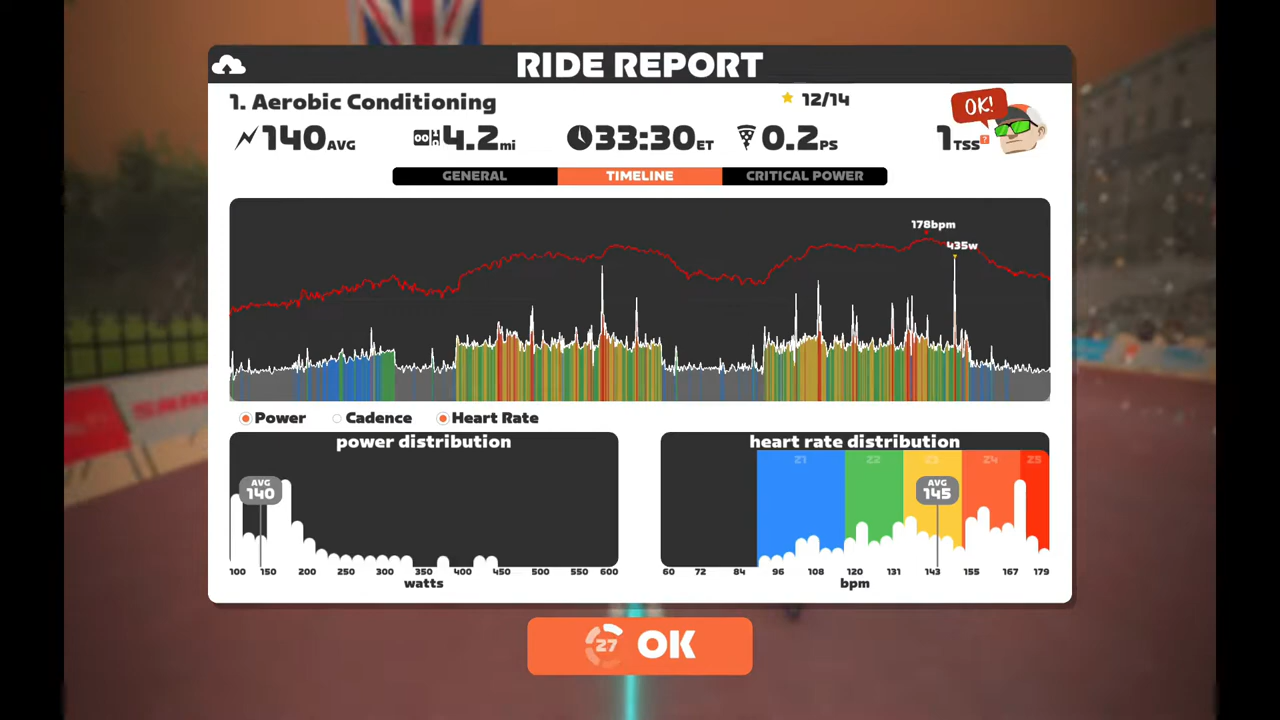 RIDE REPORT
1. Aerobic Conditioning
12/14
OK!
140AVG
4.2mi
33:30ET
0.2PS
1TSS?
GENERAL
TIMELINE
CRITICAL POWER
178bpm
435w
Power
Cadence
Heart Rate
power distribution
AVG
140
100 150 200 250 300 350 400 450 500 550 600
watts
heart rate distribution
Z1 Z2 Z3 Z4 Z5
AVG
145
60 72 84 96 108 120 131 143 155 167 179
bpm
27 OK